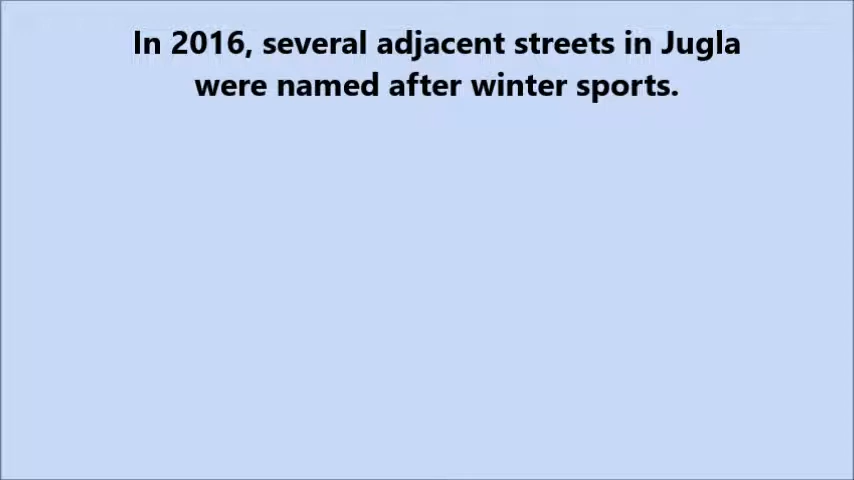 In 2016, several adjacent streets in Jugla
were named after winter sports.